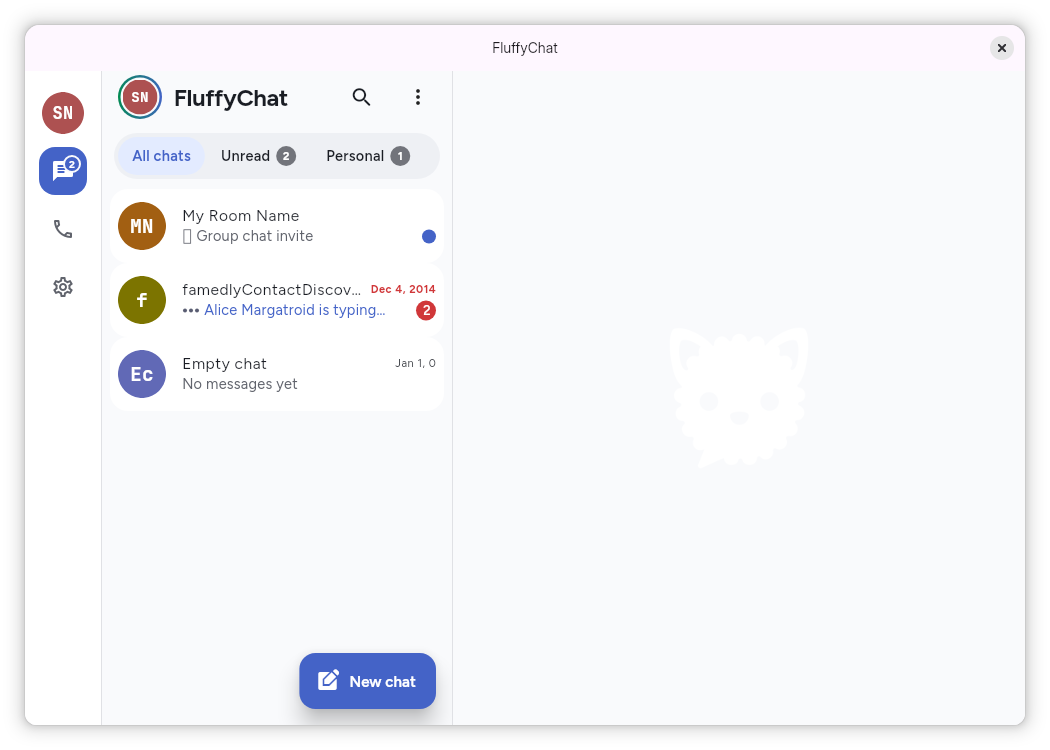 FluffyChat
SN
2
SN
FluffyChat
All chats
Unread 2
Personal 1
MN
My Room Name
Group chat invite
f
famedlyContactDiscov...
Dec 4, 2014
••• Alice Margatroid is typing...
2
Ec
Empty chat
Jan 1, 0
No messages yet
New chat